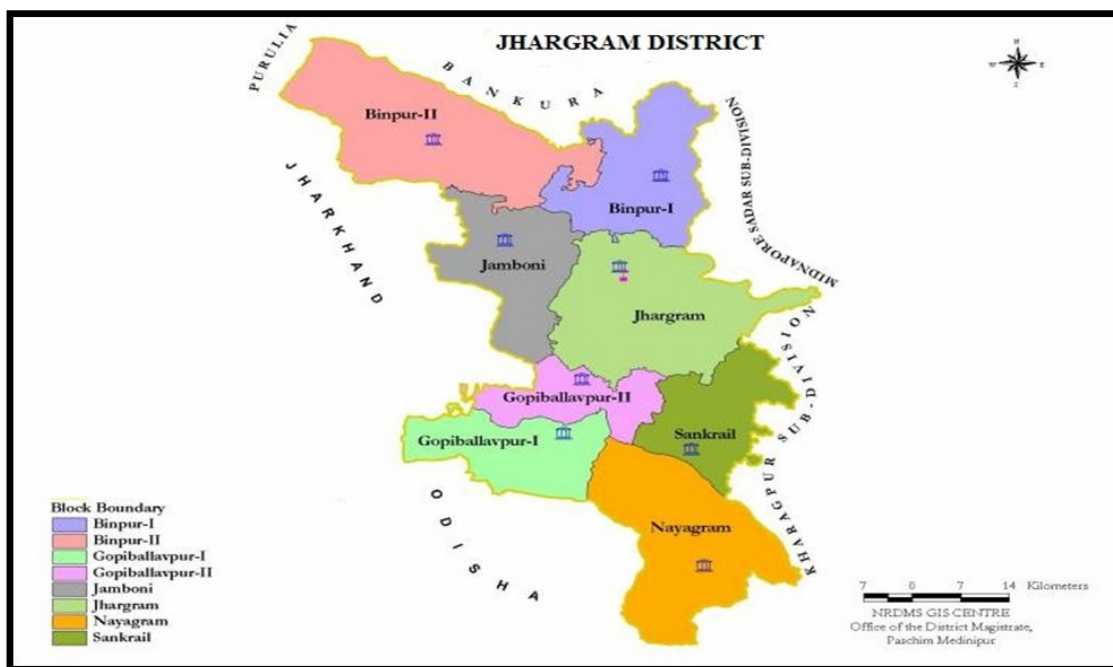 JHARGRAM DISTRICT
N
W E
S
PURULIA
BANKURA
JHARKHAND
MIDNAPORE SADAR SUB-DIVISION
KHARAGPUR SUB-DIVISION
ODISHA
Binpur-II
Binpur-I
Jamboni
Jhargram
Gopiballavpur-II
Gopiballavpur-I
Sankrail
Nayagram
Block Boundary
Binpur-I
Binpur-II
Gopiballavpur-I
Gopiballavpur-II
Jamboni
Jhargram
Nayagram
Sankrail
7 0 7 14 Kilometers
NRDMS GIS CENTRE
Office of the District Magistrate,
Paschim Medinipur